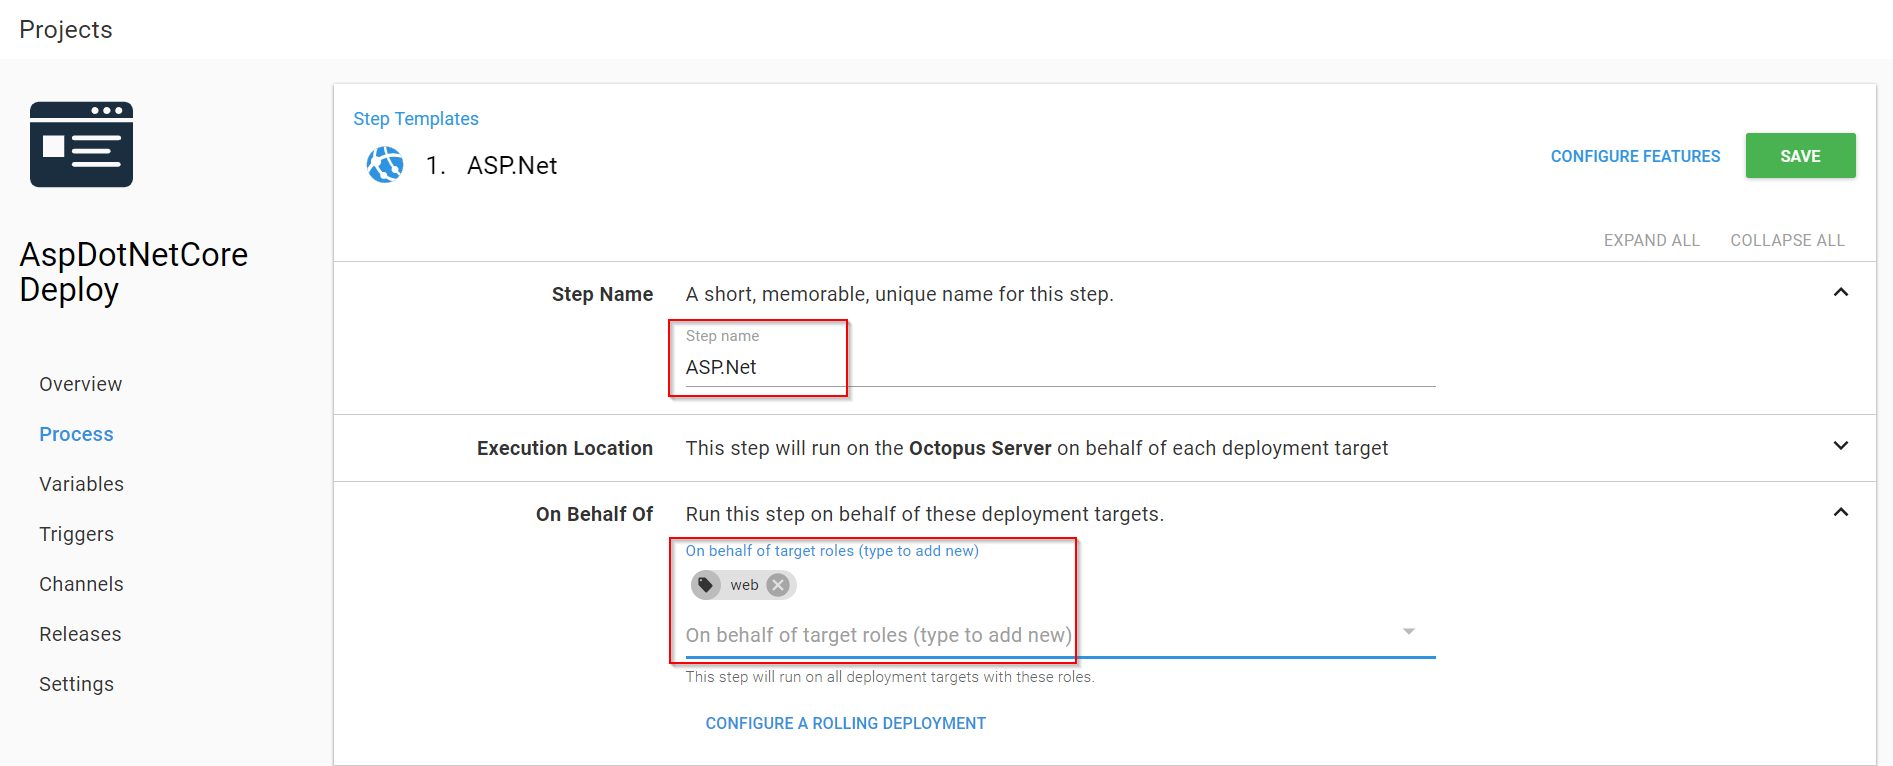 Projects
AspDotNetCore
Deploy
Overview
Process
Variables
Triggers
Channels
Releases
Settings
Step Templates
1. ASP.Net
CONFIGURE FEATURES
SAVE
EXPAND ALL COLLAPSE ALL
Step Name A short, memorable, unique name for this step.
Step name
ASP.Net
Execution Location This step will run on the Octopus Server on behalf of each deployment target
On Behalf Of Run this step on behalf of these deployment targets.
On behalf of target roles (type to add new)
web
On behalf of target roles (type to add new)
This step will run on all deployment targets with these roles.
CONFIGURE A ROLLING DEPLOYMENT